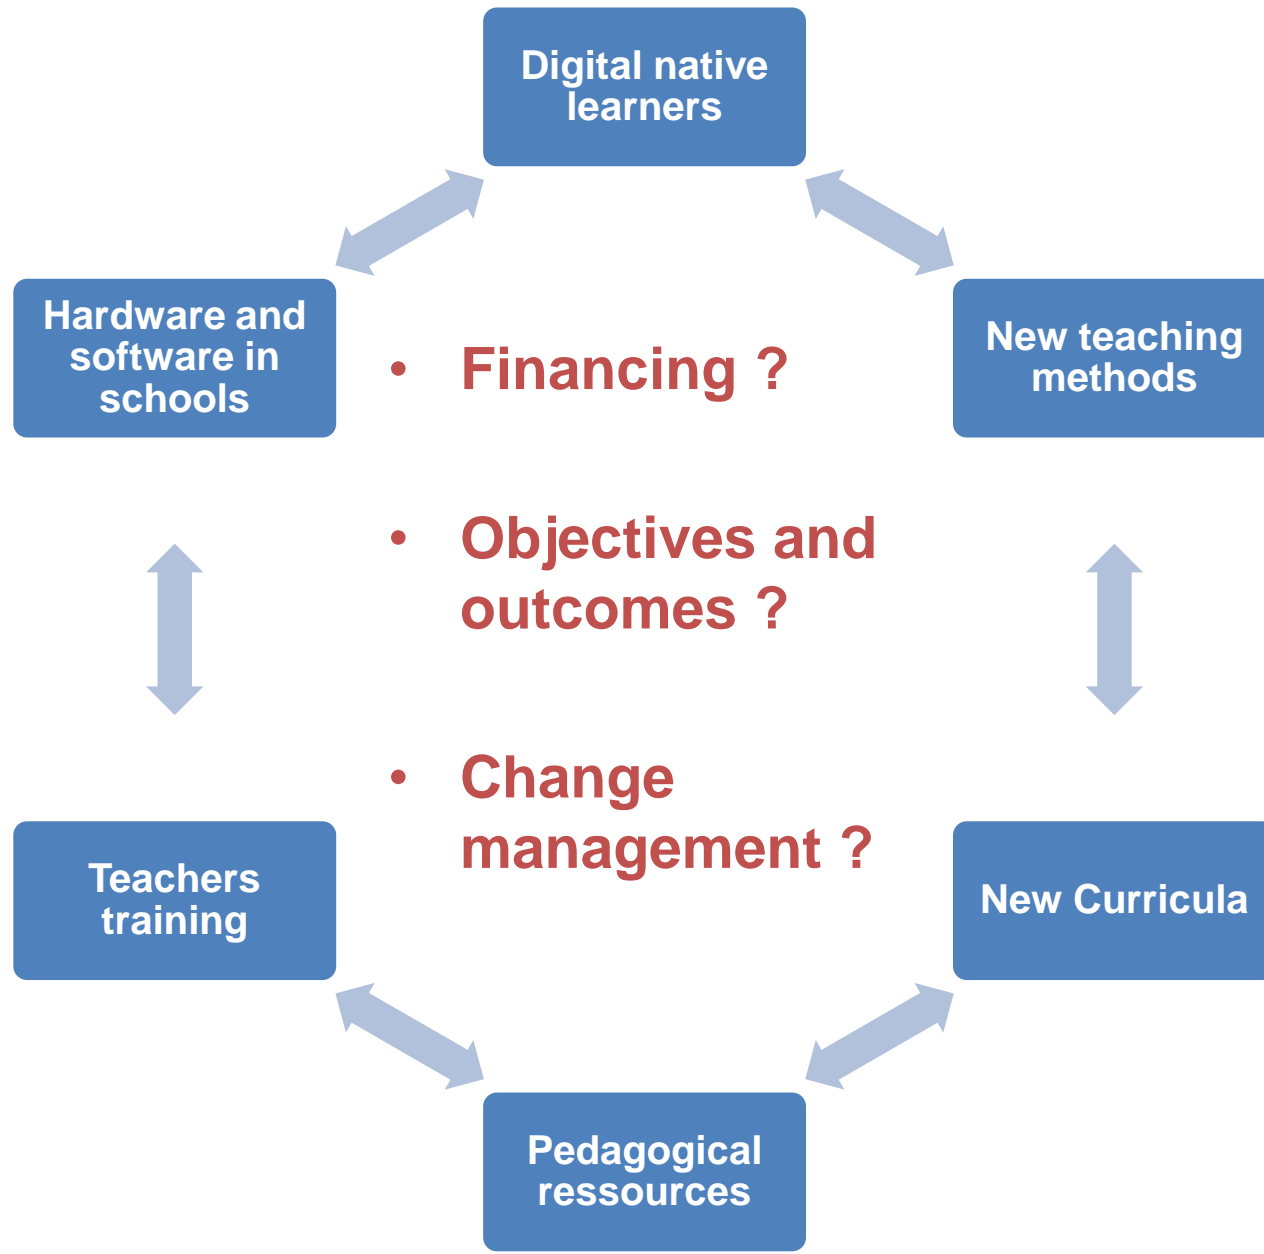 Digital native
learners
Hardware and
software in
schools
New teaching
methods
• Financing ?
• Objectives and
outcomes ?
• Change
management ?
Teachers
training
New Curricula
Pedagogical
ressources